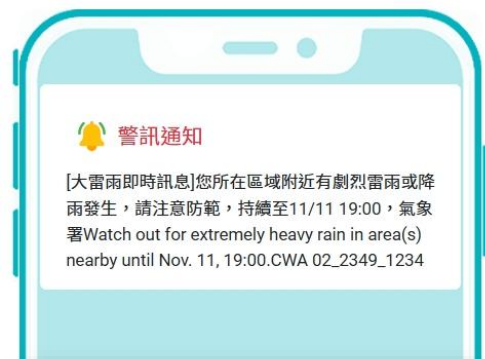 警訊通知
[大雷雨即時訊息]您所在區域附近有劇烈雷雨或降
雨發生，請注意防範，持續至11/11 19:00，氣象
署Watch out for extremely heavy rain in area(s)
nearby until Nov. 11, 19:00.CWA 02_2349_1234